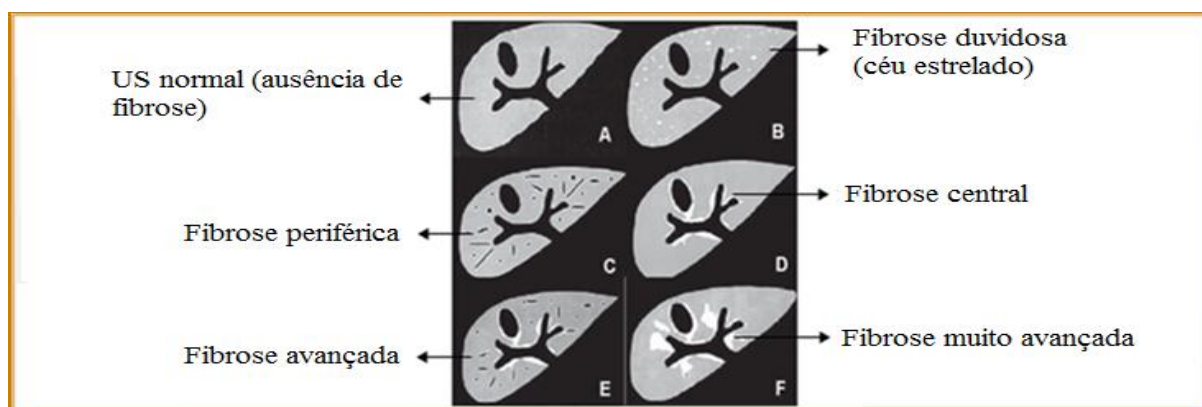 US normal (ausência de
fibrose)
A
B
Fibrose duvidosa
(céu estrelado)
Fibrose periférica
C
D
Fibrose central
Fibrose avançada
E
F
Fibrose muito avançada